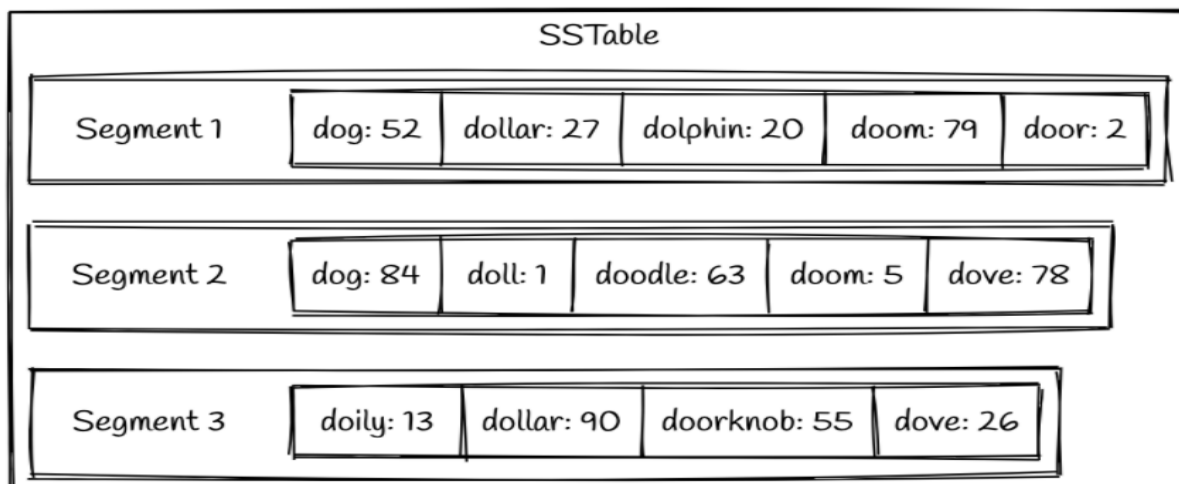 SSTable
Segment 1 dog: 52 dollar: 27 dolphin: 20 doom: 79 door: 2
Segment 2 dog: 84 doll: 1 doodle: 63 doom: 5 dove: 78
Segment 3 doily: 13 dollar: 90 doorknob: 55 dove: 26